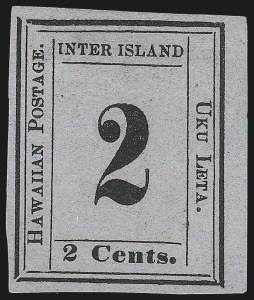 INTER ISLAND
HAWAIIAN POSTAGE.
2
UKU LETA.
2 Cents.